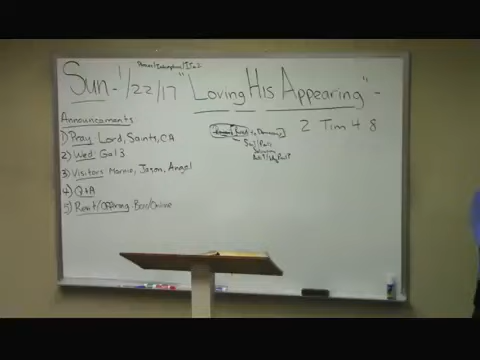 Sun - 1/22/17 "Loving His Appearing" -
2 Tim 4 8
Announcements
1) Pray Lord, Saints, CA
2) Wed: Gal 3
3) Visitors Marine, Jason, Angel
4) Q+A
5) Rent/Offering - Box/Online